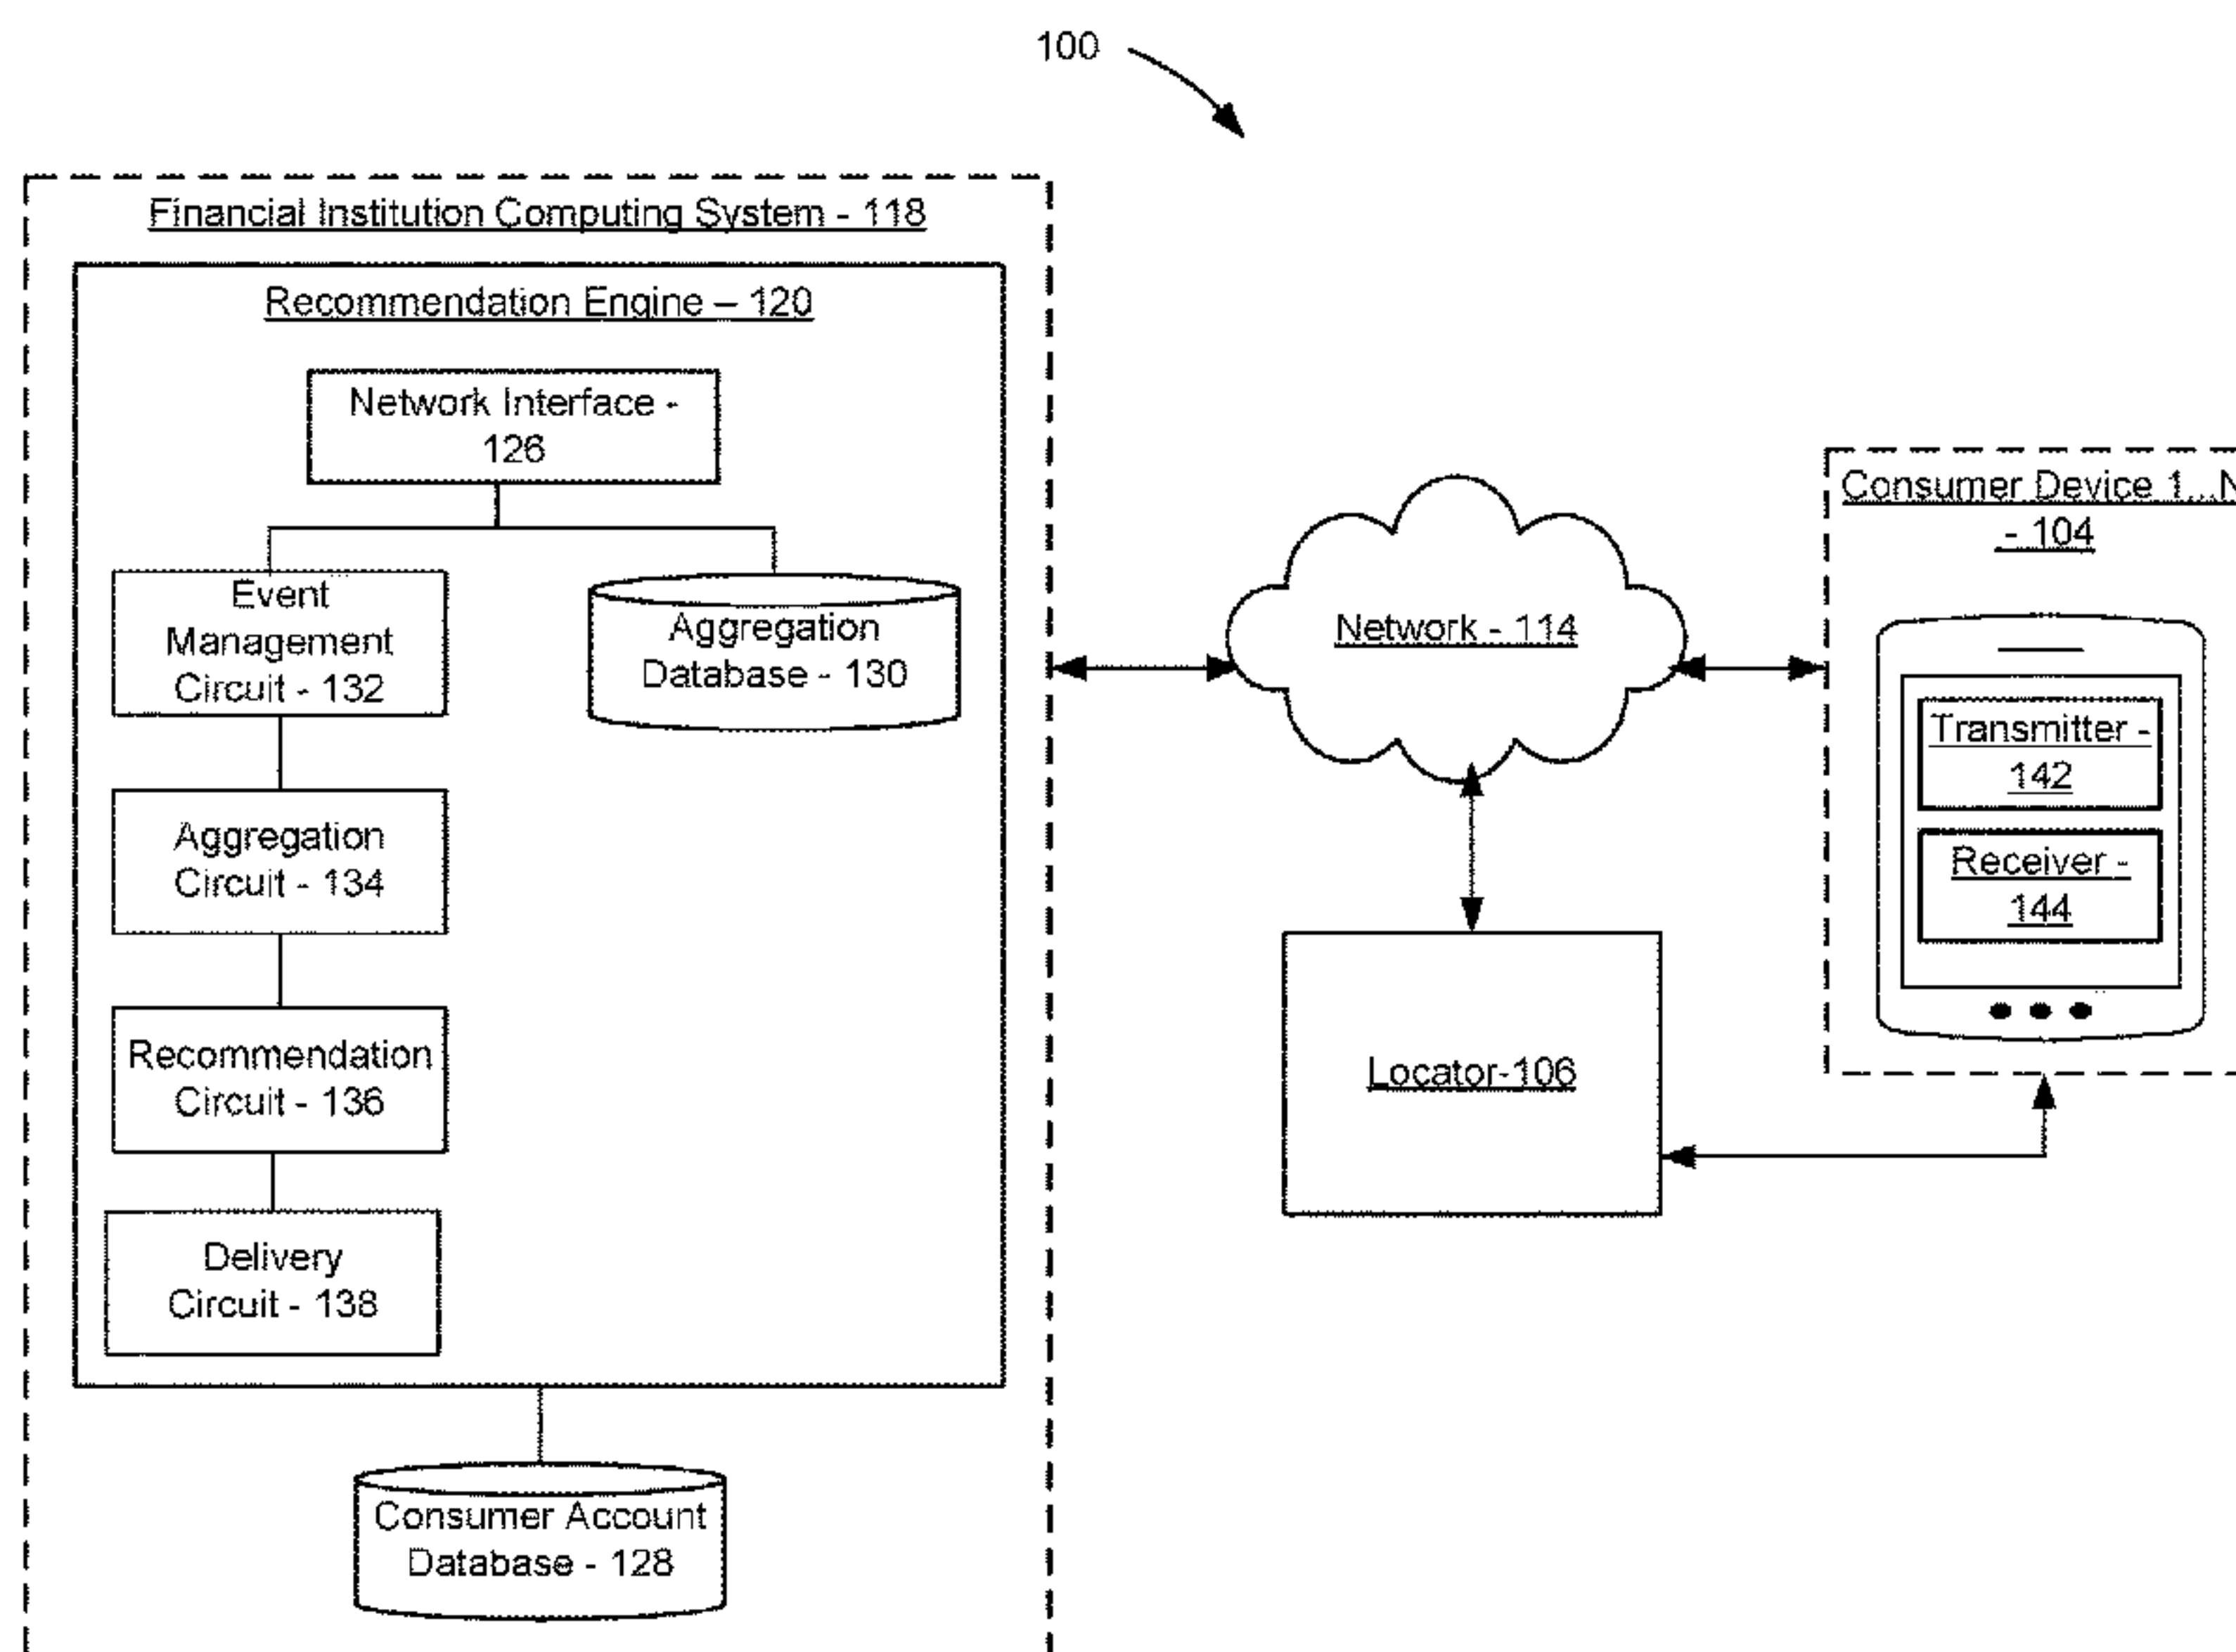 100
Financial Institution Computing System - 118
Recommendation Engine – 120
Network Interface -
126
Event
Management
Circuit - 132
Aggregation
Database - 130
Aggregation
Circuit - 134
Recommendation
Circuit - 136
Delivery
Circuit - 138
Consumer Account
Database - 128
Network - 114
Locator-106
Consumer Device 1...N
- 104
Transmitter -
142
Receiver -
144